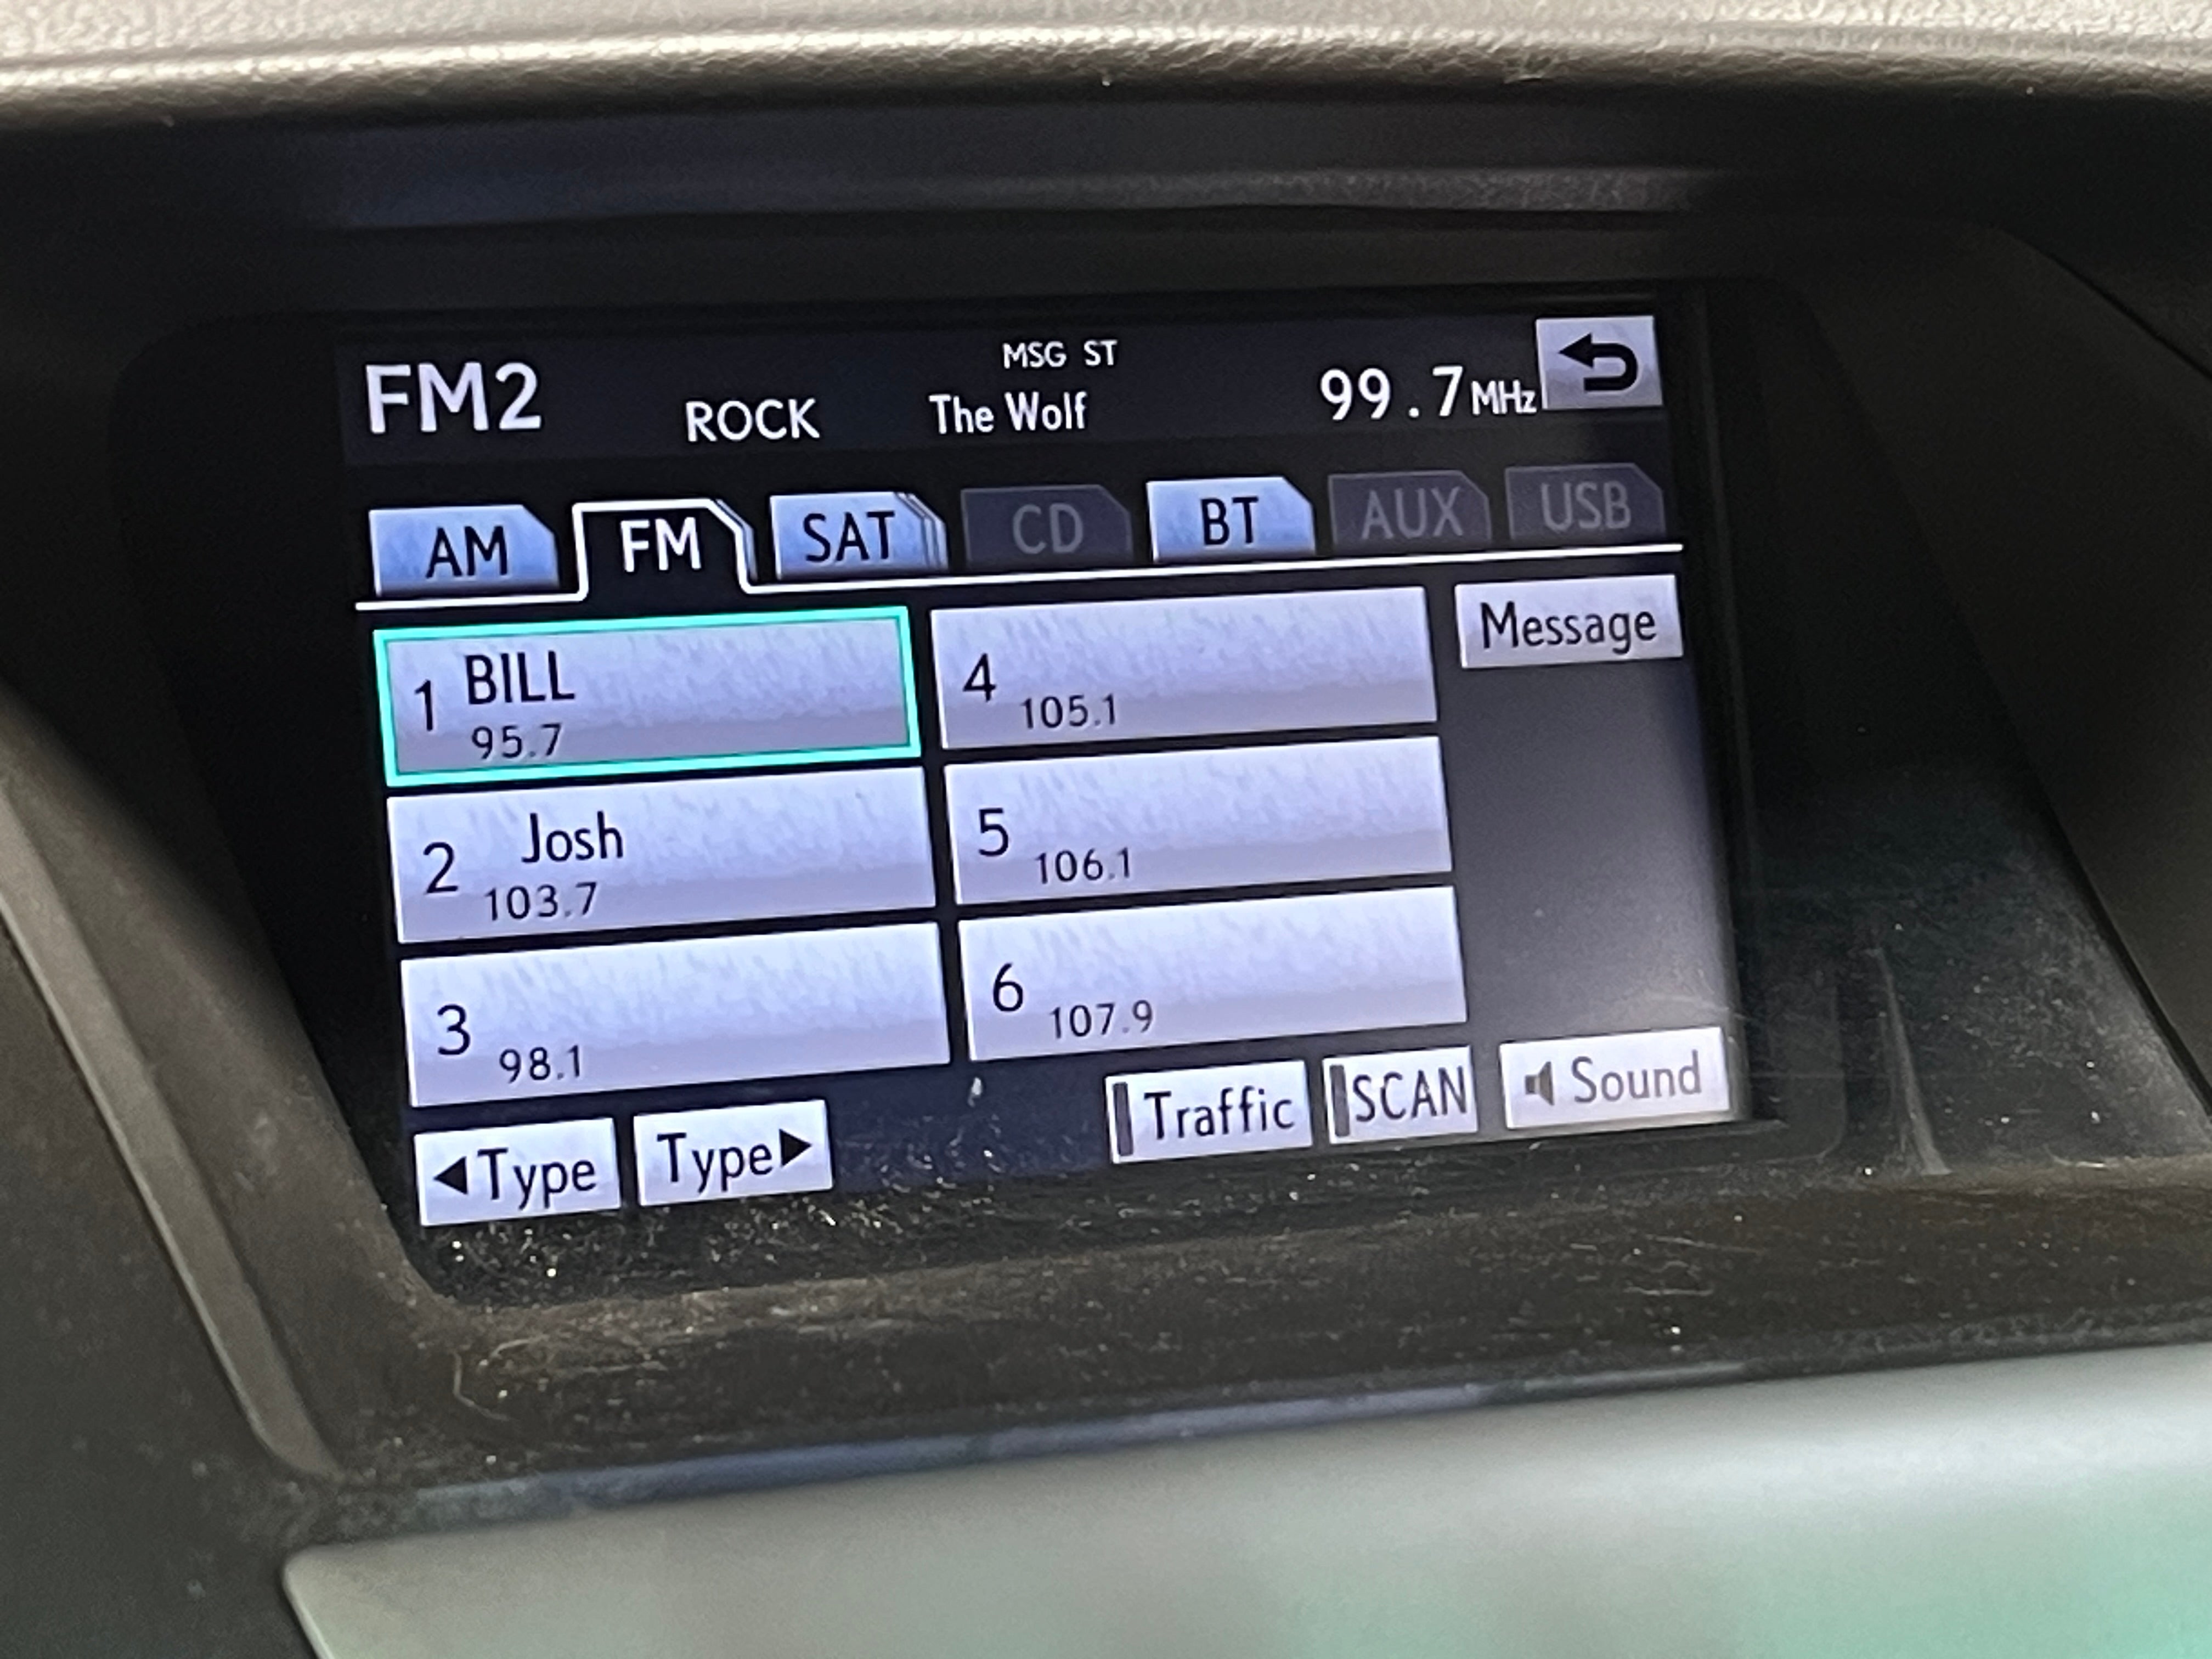 MSG ST
FM2 ROCK The Wolf 99.7MHz
AM FM SAT CD BT AUX USB
1 BILL
95.7
2 Josh
103.7
3
98.1
4
105.1
5
106.1
6
107.9
Message
◀Type Type▶ Traffic SCAN Sound